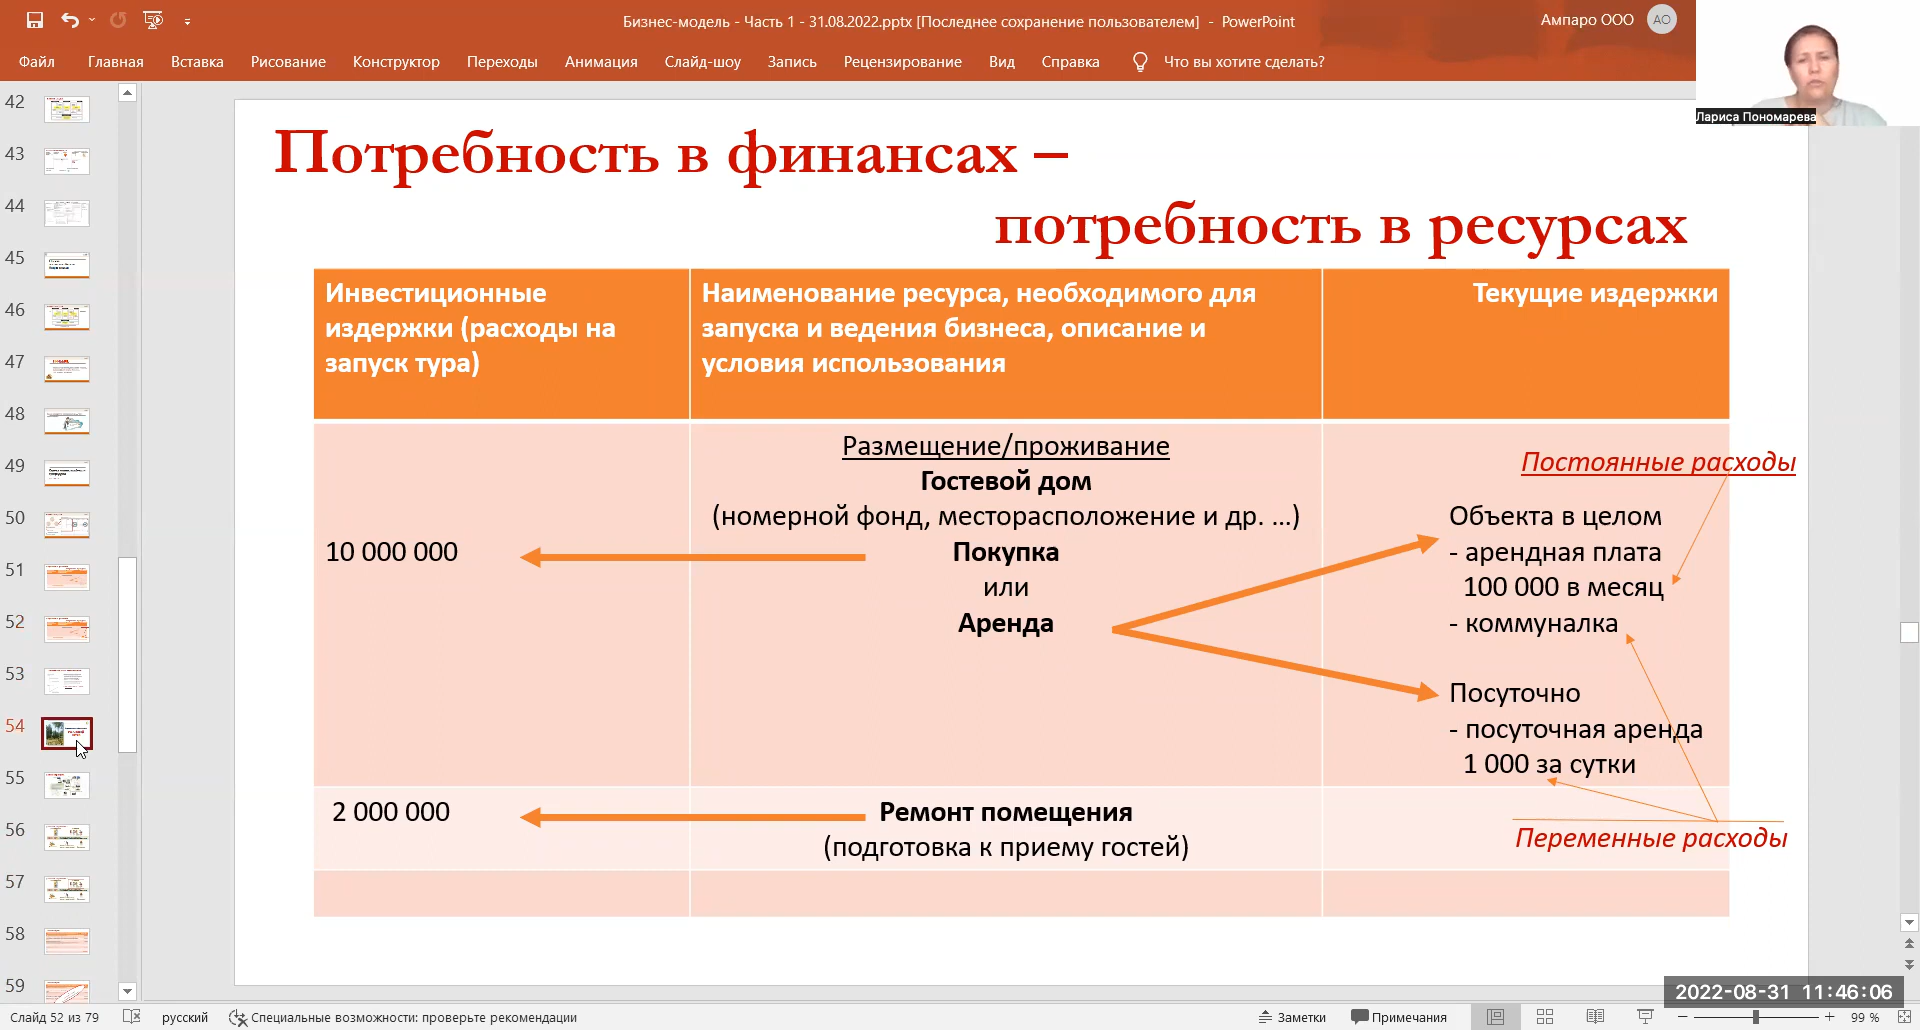 Бизнес-модель - Часть 1 - 31.08.2022.pptx [Последнее сохранение пользователем] - PowerPoint
Ампаро ООО
АО
Файл
Главная
Вставка
Рисование
Конструктор
Переходы
Анимация
Слайд-шоу
Запись
Рецензирование
Вид
Справка
Что вы хотите сделать?
Лариса Пономарева
42
43
44
45
46
47
48
49
50
51
52
53
54
55
56
57
58
59
Потребность в финансах –
потребность в ресурсах
Инвестиционные
издержки (расходы на
запуск тура)
Наименование ресурса, необходимого для
запуска и ведения бизнеса, описание и
условия использования
Текущие издержки
Размещение/проживание
Гостевой дом
(номерной фонд, месторасположение и др. ...)
Покупка
или
Аренда
10 000 000
Постоянные расходы
Объекта в целом
- арендная плата
100 000 в месяц
- коммуналка
Посуточно
- посуточная аренда
1 000 за сутки
2 000 000
Ремонт помещения
(подготовка к приему гостей)
Переменные расходы
2022-08-31 11:46:06
Слайд 52 из 79
русский
Специальные возможности: проверьте рекомендации
Заметки
Примечания
99 %